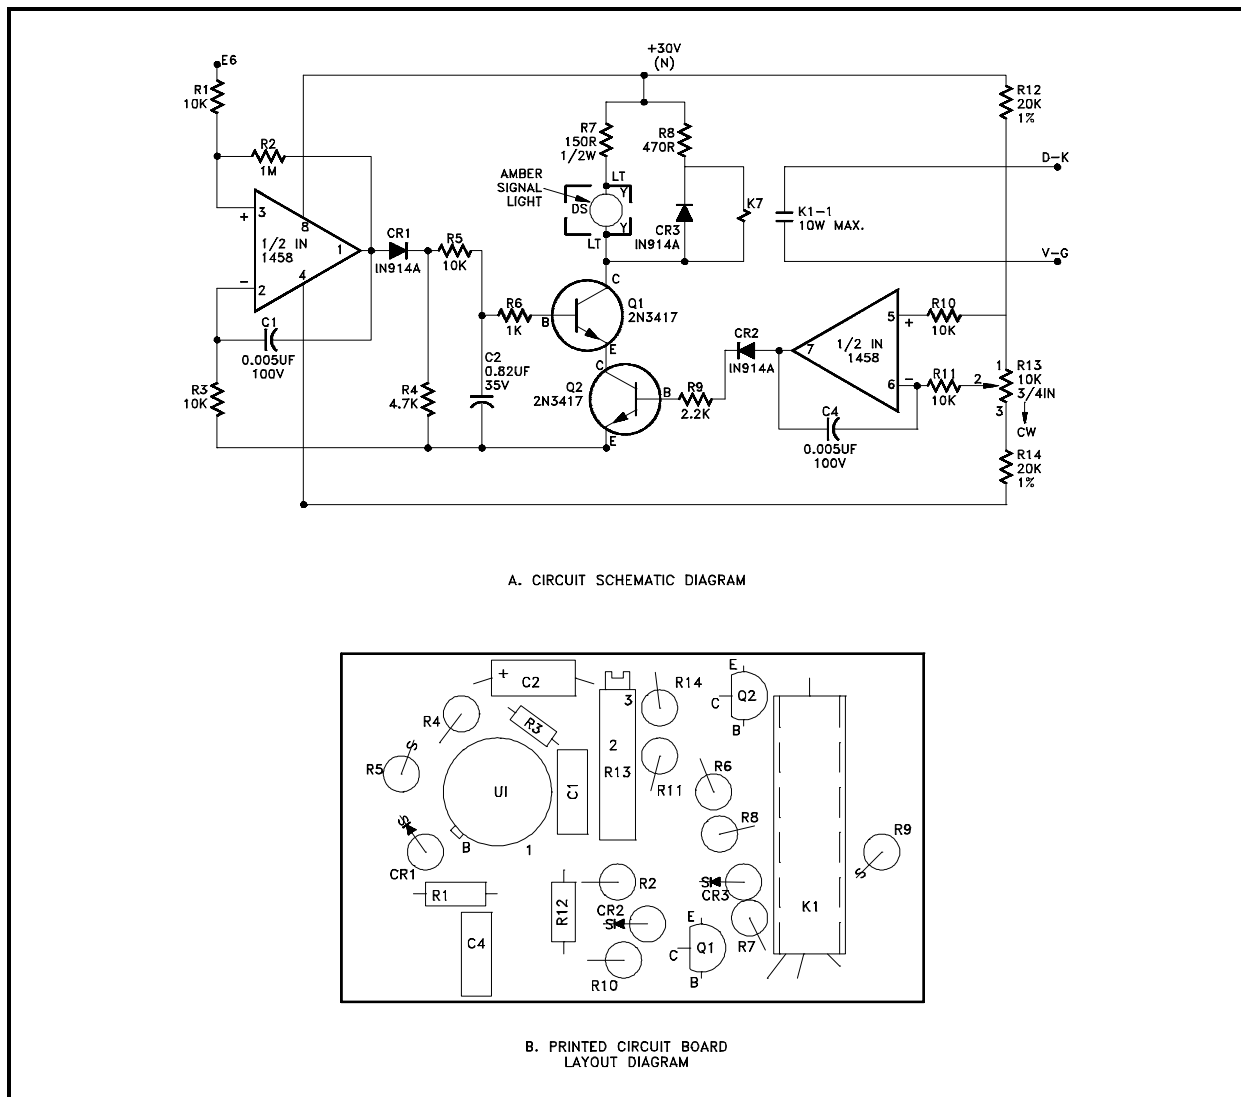 +30V
(N)
E6
R1
10K
R2
1M
+
3
8
1/2 IN
1458
1
4
-
2
C1
0.005UF
100V
R3
10K
CR1
IN914A
R5
10K
R4
4.7K
R6
1K
C2
0.82UF
35V
R7
150R
1/2W
R8
470R
AMBER
SIGNAL
LIGHT
LT
Y
DS
LT
Y
CR3
IN914A
K7
K1-1
10W MAX.
D-K
V-G
R12
20K
1%
C
Q1
2N3417
B
E
C
Q2
2N3417
B
E
R9
2.2K
CR2
IN914A
7
1/2 IN
1458
5
+
6
-
R10
10K
R11
10K
C4
0.005UF
100V
1
2
3
R13
10K
3/4IN
CW
R14
20K
1%
A. CIRCUIT SCHEMATIC DIAGRAM
+
C2
R4
R3
R5
S
U1
B
1
C1
3
2
R13
R14
R11
E
C
Q2
B
R6
R8
R9
S
S
CR1
R1
C4
R12
R2
CR2
S
R10
S
CR3
R7
E
C
Q1
B
K1
B. PRINTED CIRCUIT BOARD
LAYOUT DIAGRAM